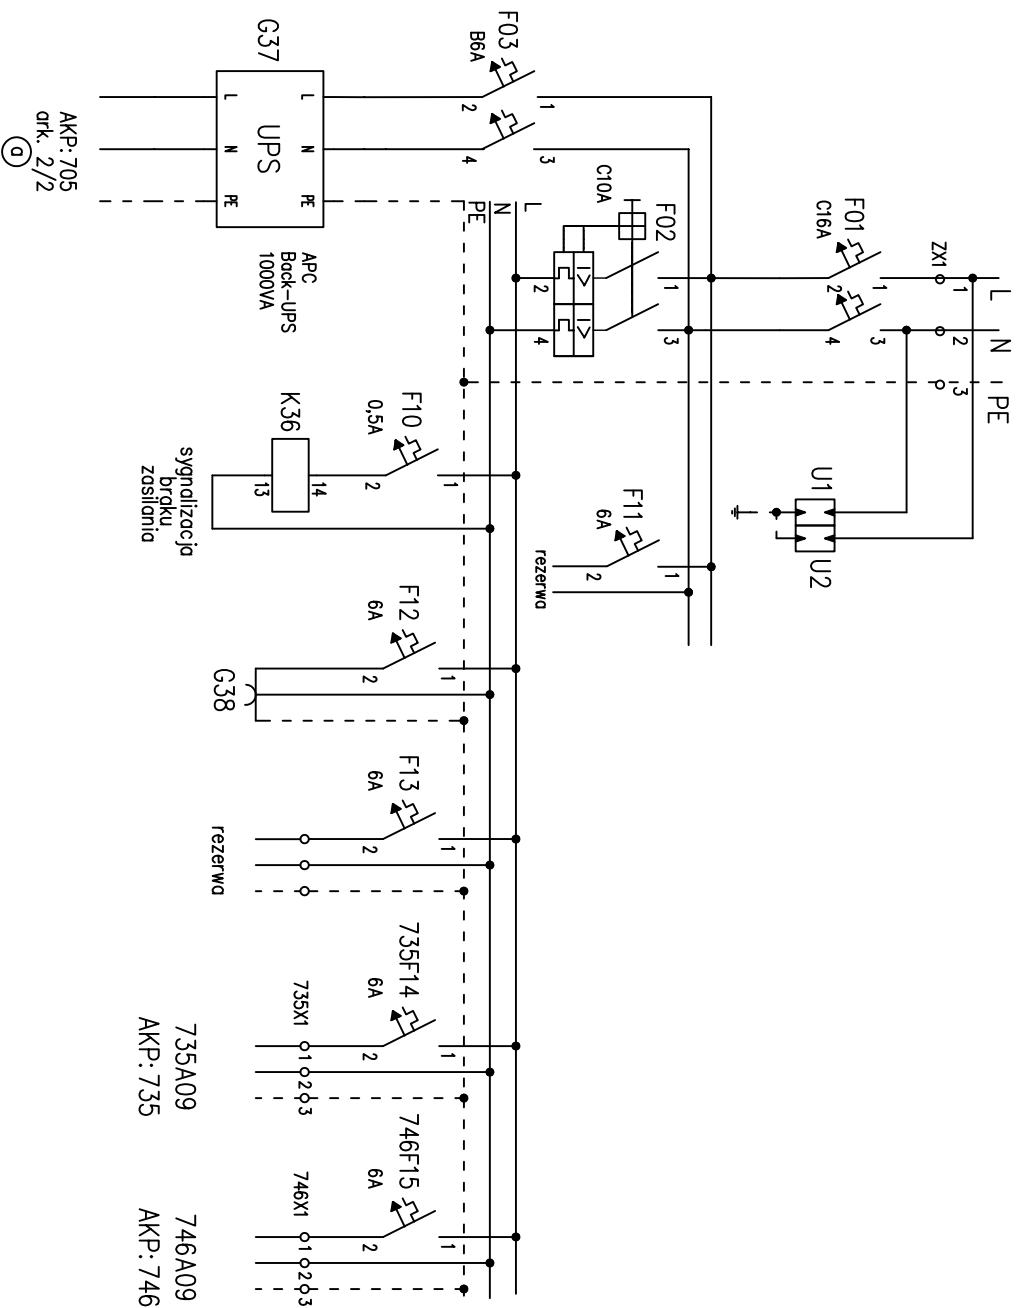 L
N
PE
ZX1
1
2
3
F01
C16A
1
2
3
4
U1
U2
F03
B6A
1
2
3
4
F02
C10A
I>
I>
1
2
3
4
F11
6A
1
2
rezerwa
G37
UPS
L
N
PE
L
N
PE
APC
Back-UPS
1000VA
AKP:705
ark. 2/2
a
L
N
PE
F10
0,5A
1
2
K36
14
13
sygnalizacja
braku
zasilania
F12
6A
1
2
G38
F13
6A
1
2
rezerwa
735F14
6A
1
2
735X1
1
2
3
735A09
AKP:735
746F15
6A
1
2
746X1
1
2
3
746A09
AKP:746